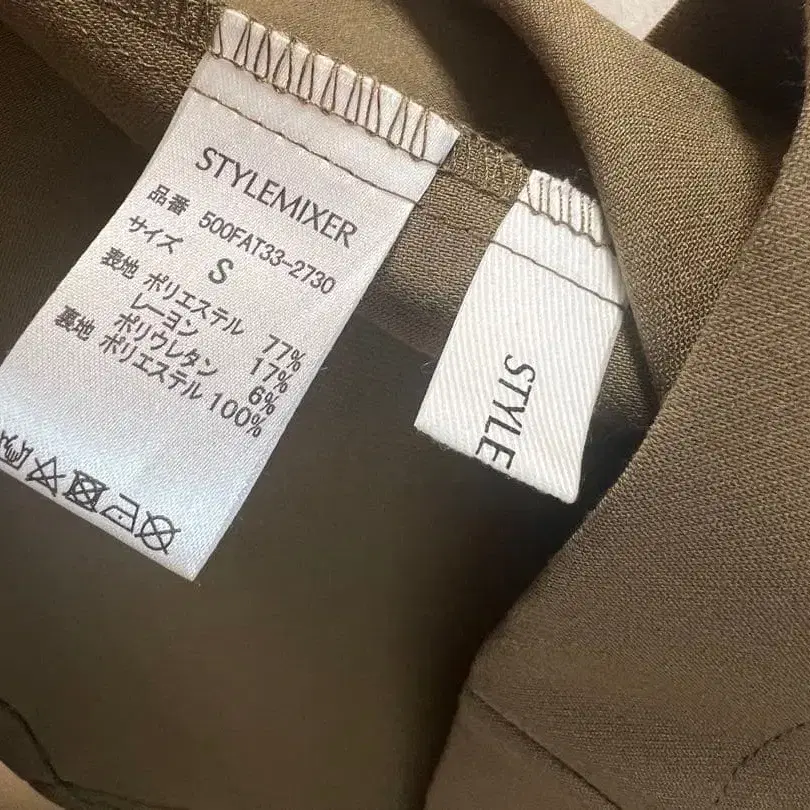 STYLEMIXER
品番 500FAT33-2730
サイズ S
表地 ポリエステル 77%
レーヨン 17%
ポリウレタン 6%
裏地 ポリエステル 100%
STYLE